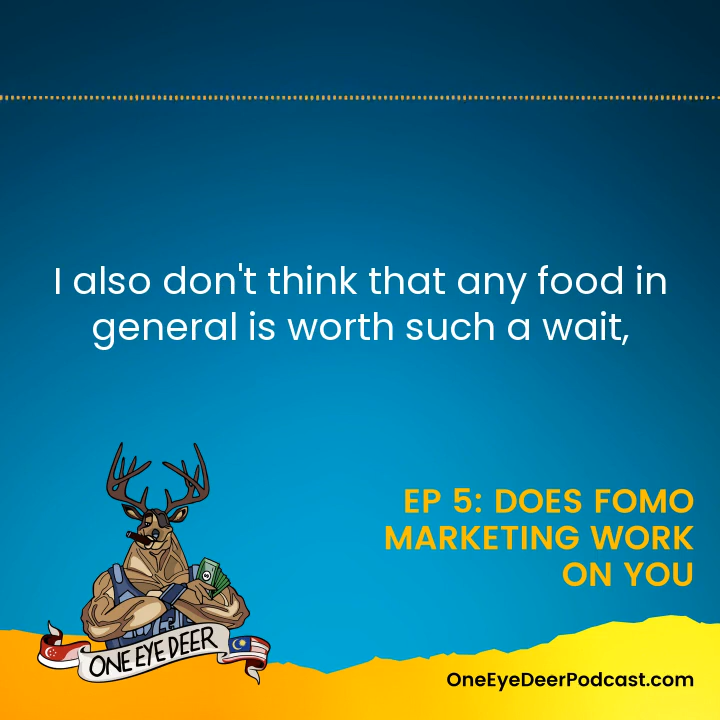 I also don't think that any food in
general is worth such a wait,
EP 5: DOES FOMO
MARKETING WORK
ON YOU
ONE EYE DEER
OneEyeDeerPodcast.com